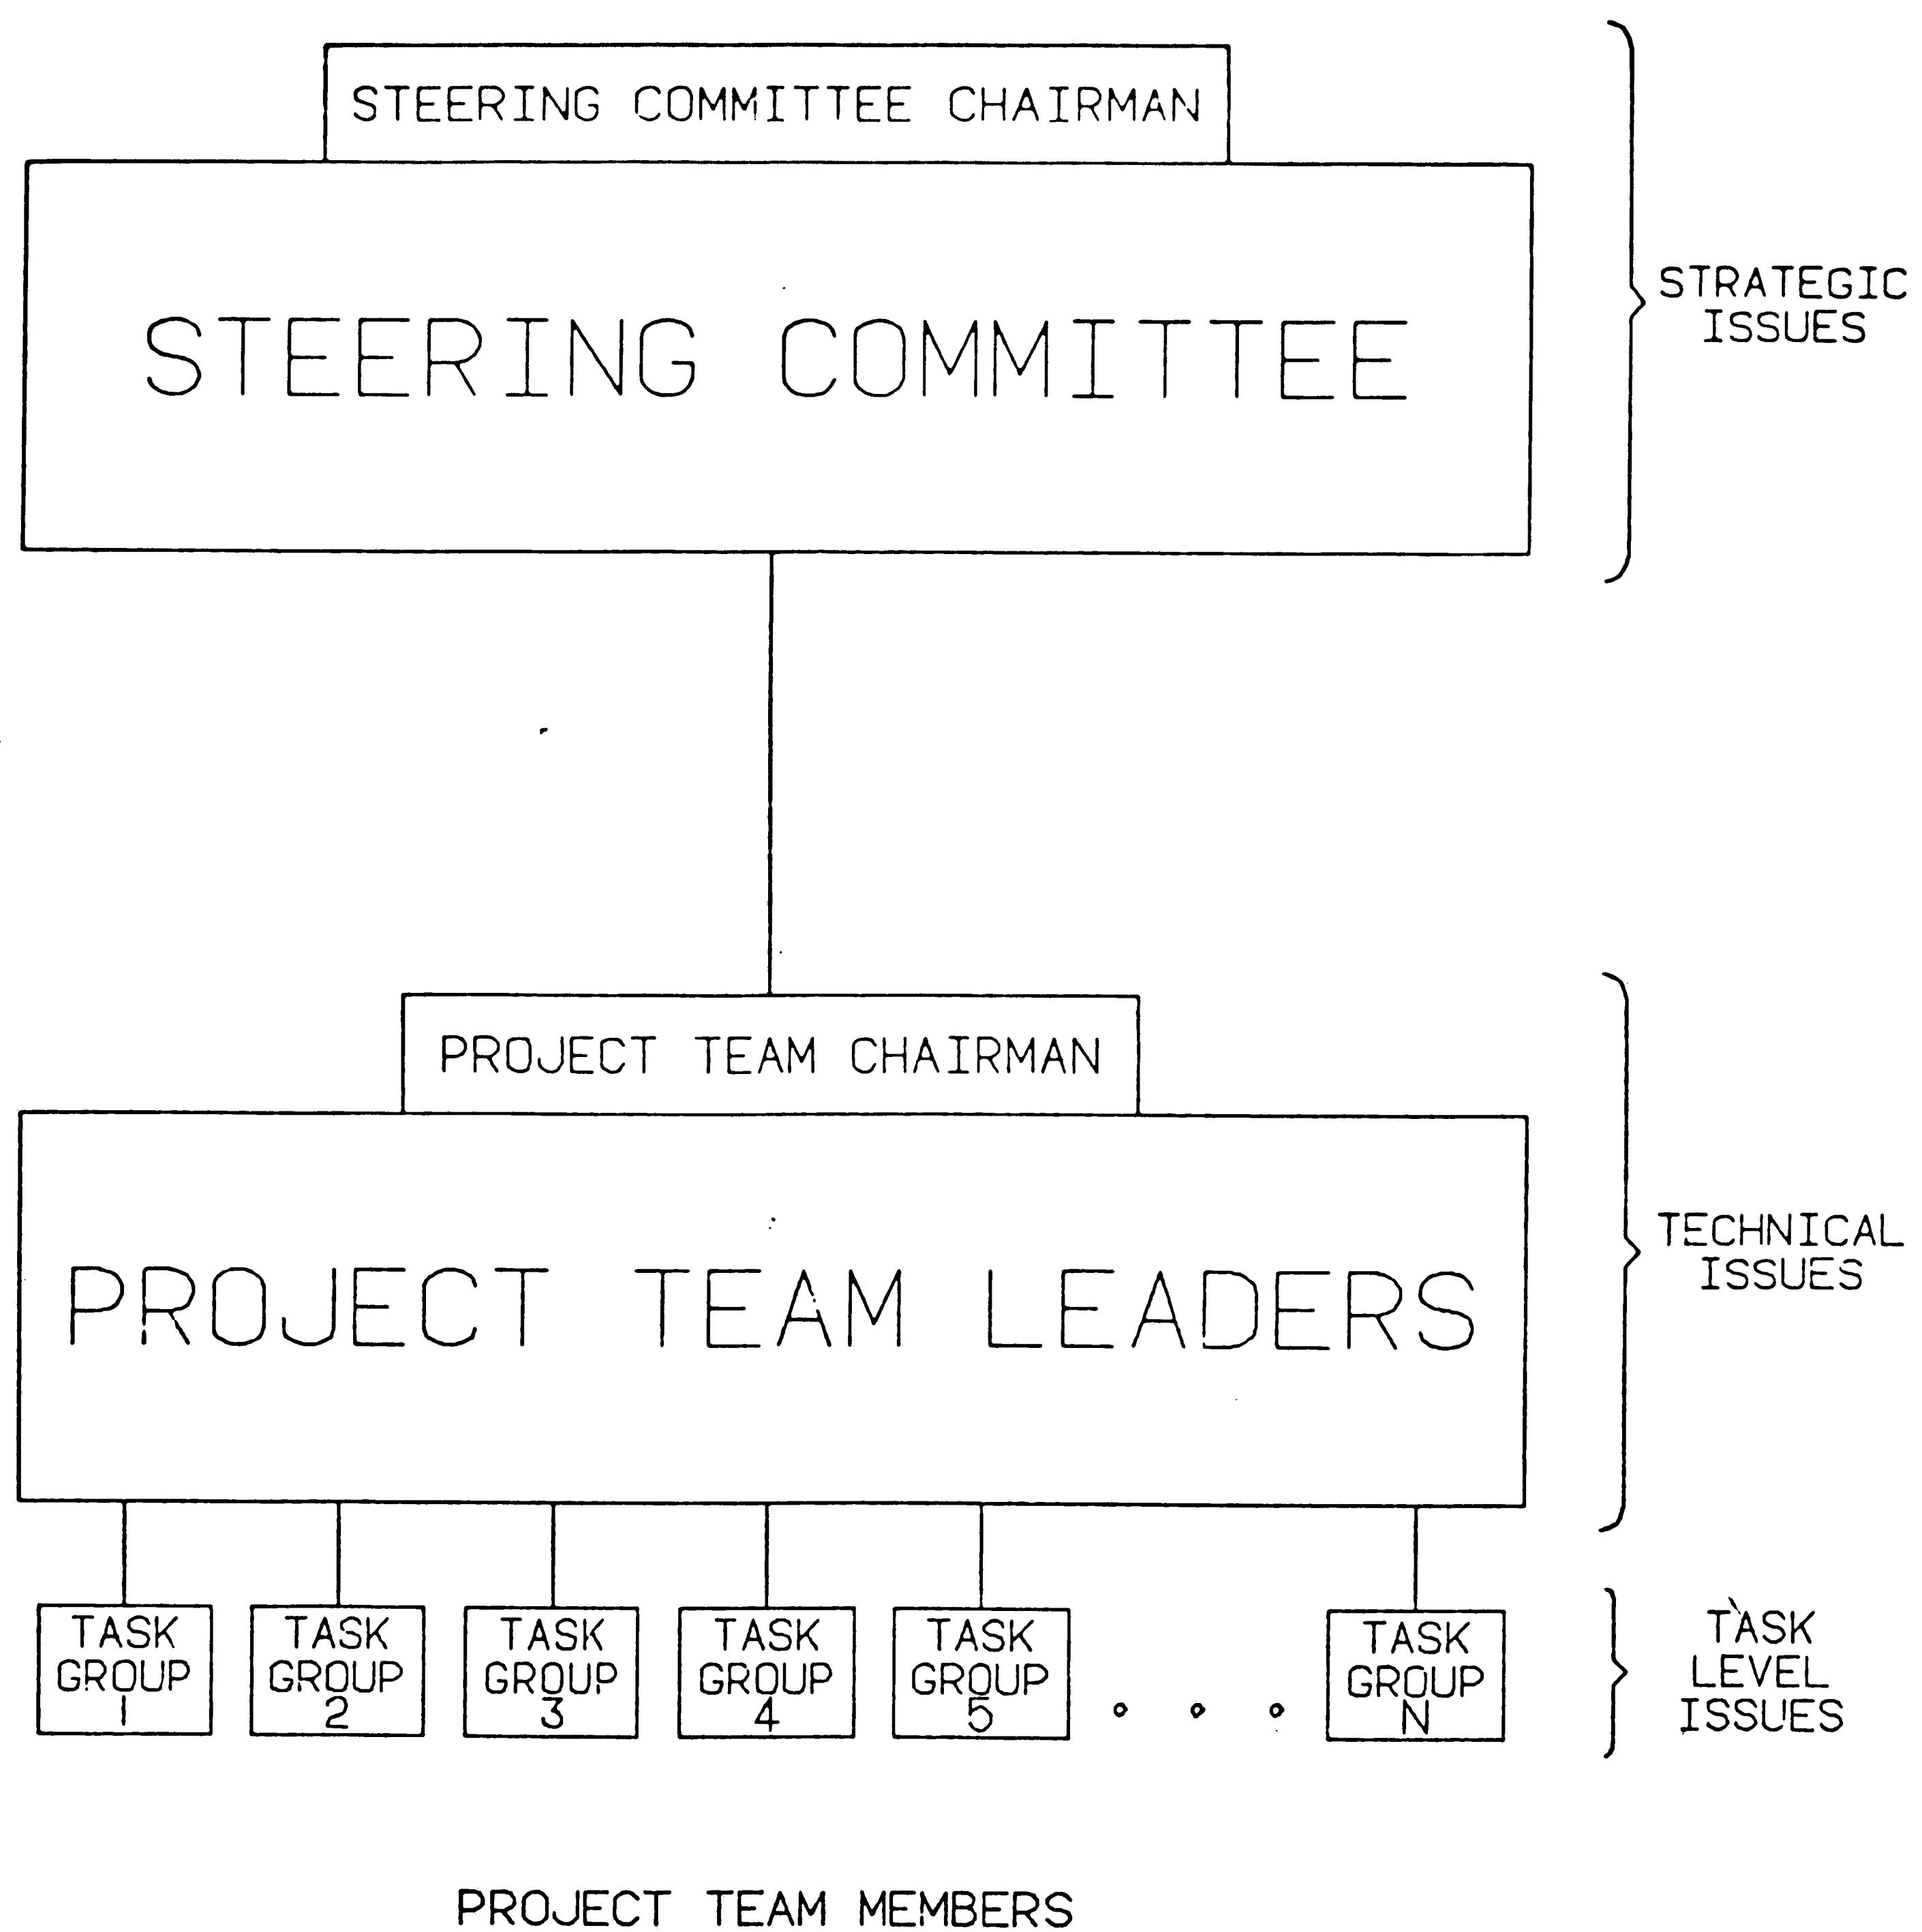 STEERING COMMITTEE CHAIRMAN
STEERING COMMITTEE
STRATEGIC
ISSUES
PROJECT TEAM CHAIRMAN
PROJECT TEAM LEADERS
TECHNICAL
ISSUES
TASK
GROUP
1
TASK
GROUP
2
TASK
GROUP
3
TASK
GROUP
4
TASK
GROUP
5
. . .
TASK
GROUP
N
TASK
LEVEL
ISSUES
PROJECT TEAM MEMBERS